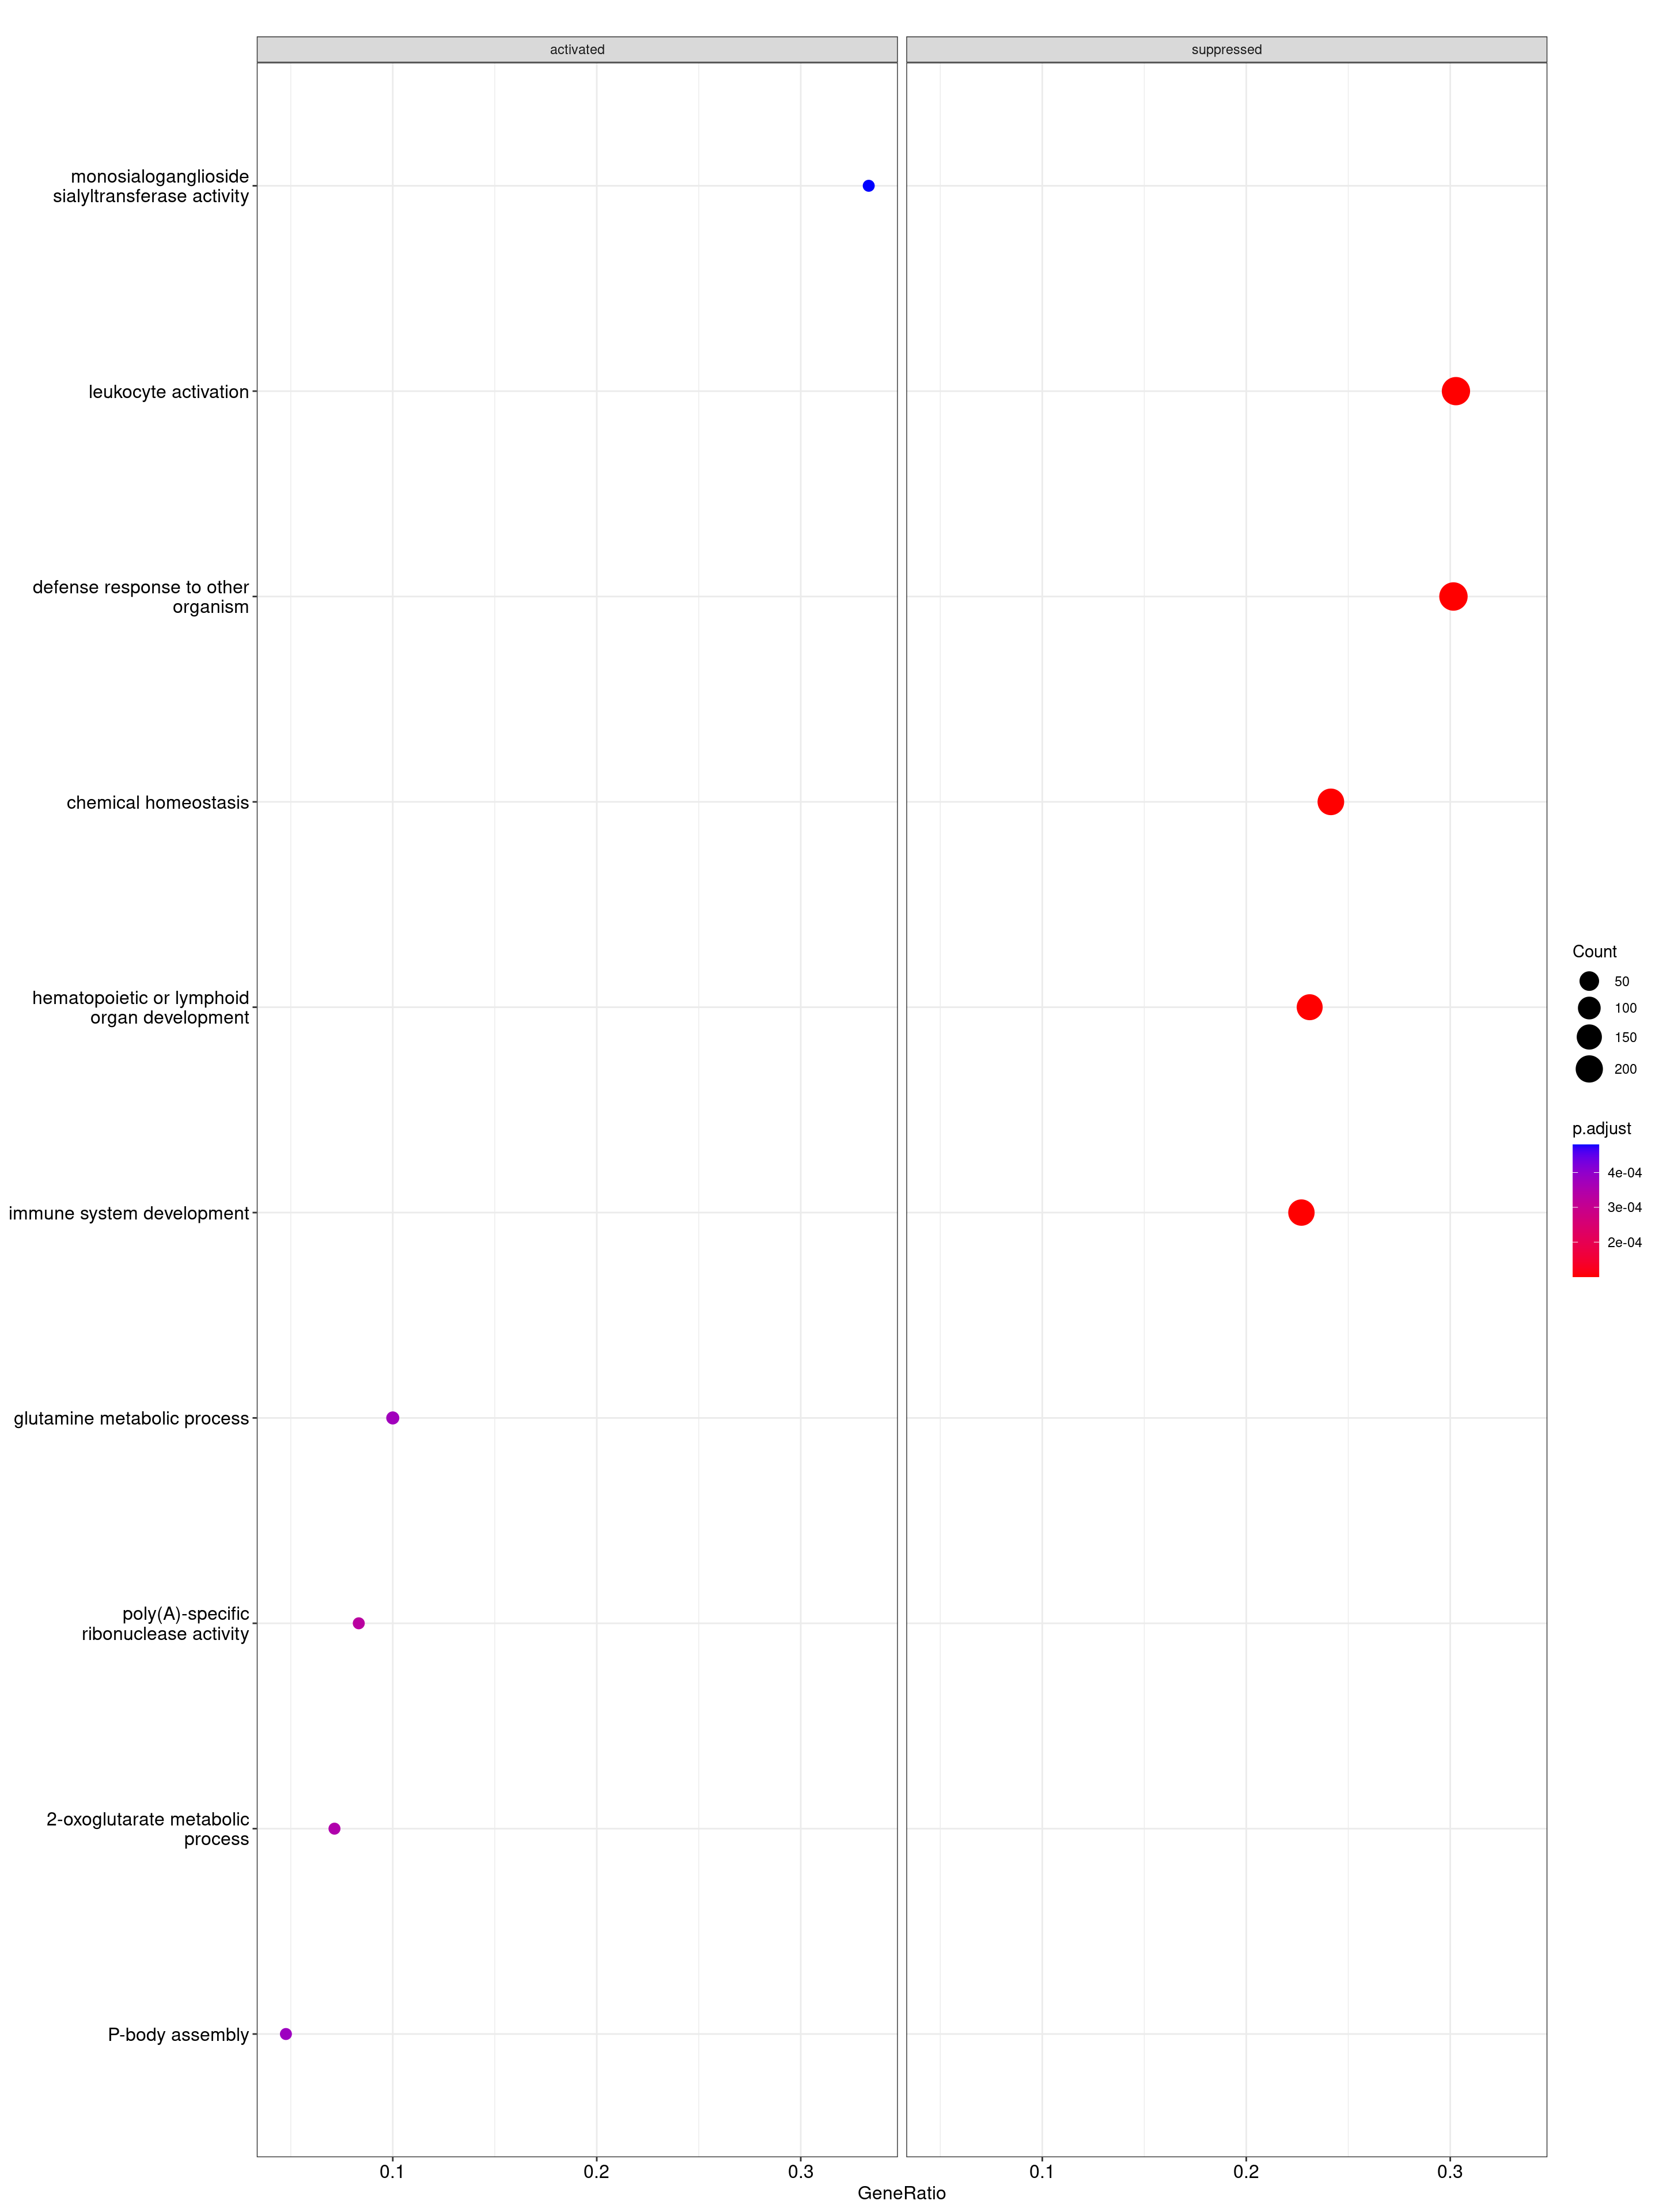 activated
suppressed
monosialoganglioside
sialyltransferase activity
leukocyte activation
defense response to other
organism
chemical homeostasis
hematopoietic or lymphoid
organ development
immune system development
glutamine metabolic process
poly(A)-specific
ribonuclease activity
2-oxoglutarate metabolic
process
P-body assembly
0.1
0.2
0.3
0.1
0.2
0.3
GeneRatio
Count
50
100
150
200
p.adjust
4e-04
3e-04
2e-04